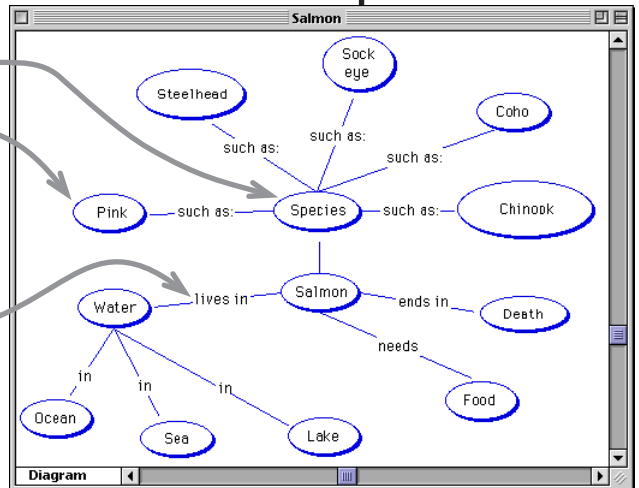 Salmon
Sock
eye
Steelhead
Coho
such as:
such as:
such as:
Pink
such as:
Species
such as:
Chinook
Water
lives in
Salmon
ends in
Death
needs
in
in
in
Food
Ocean
Sea
Lake
Diagram